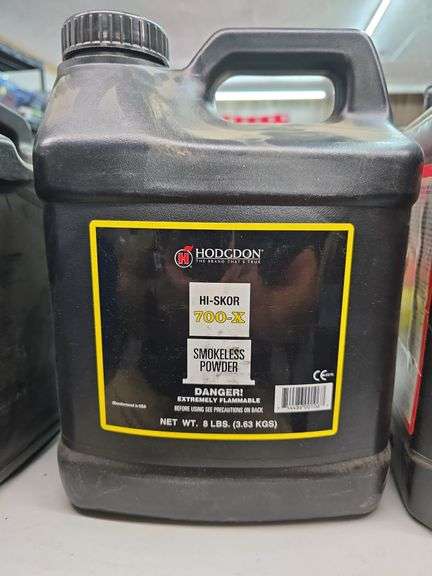 HODGDON
THE BRAND THAT'S TRUE
HI-SKOR
700-X
SMOKELESS
POWDER
DANGER!
EXTREMELY FLAMMABLE
BEFORE USING SEE PRECAUTIONS ON BACK
NET WT. 8 LBS. (3.63 KGS)
CE